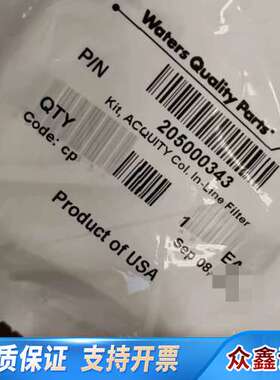 Waters Quality Parts
P/N
205000343
Kit, ACQUITY Col. In-Line Filter
QTY
1 EA
Code: cp
Sep 08,
Product of USA
质保证
支持开票
众鑫